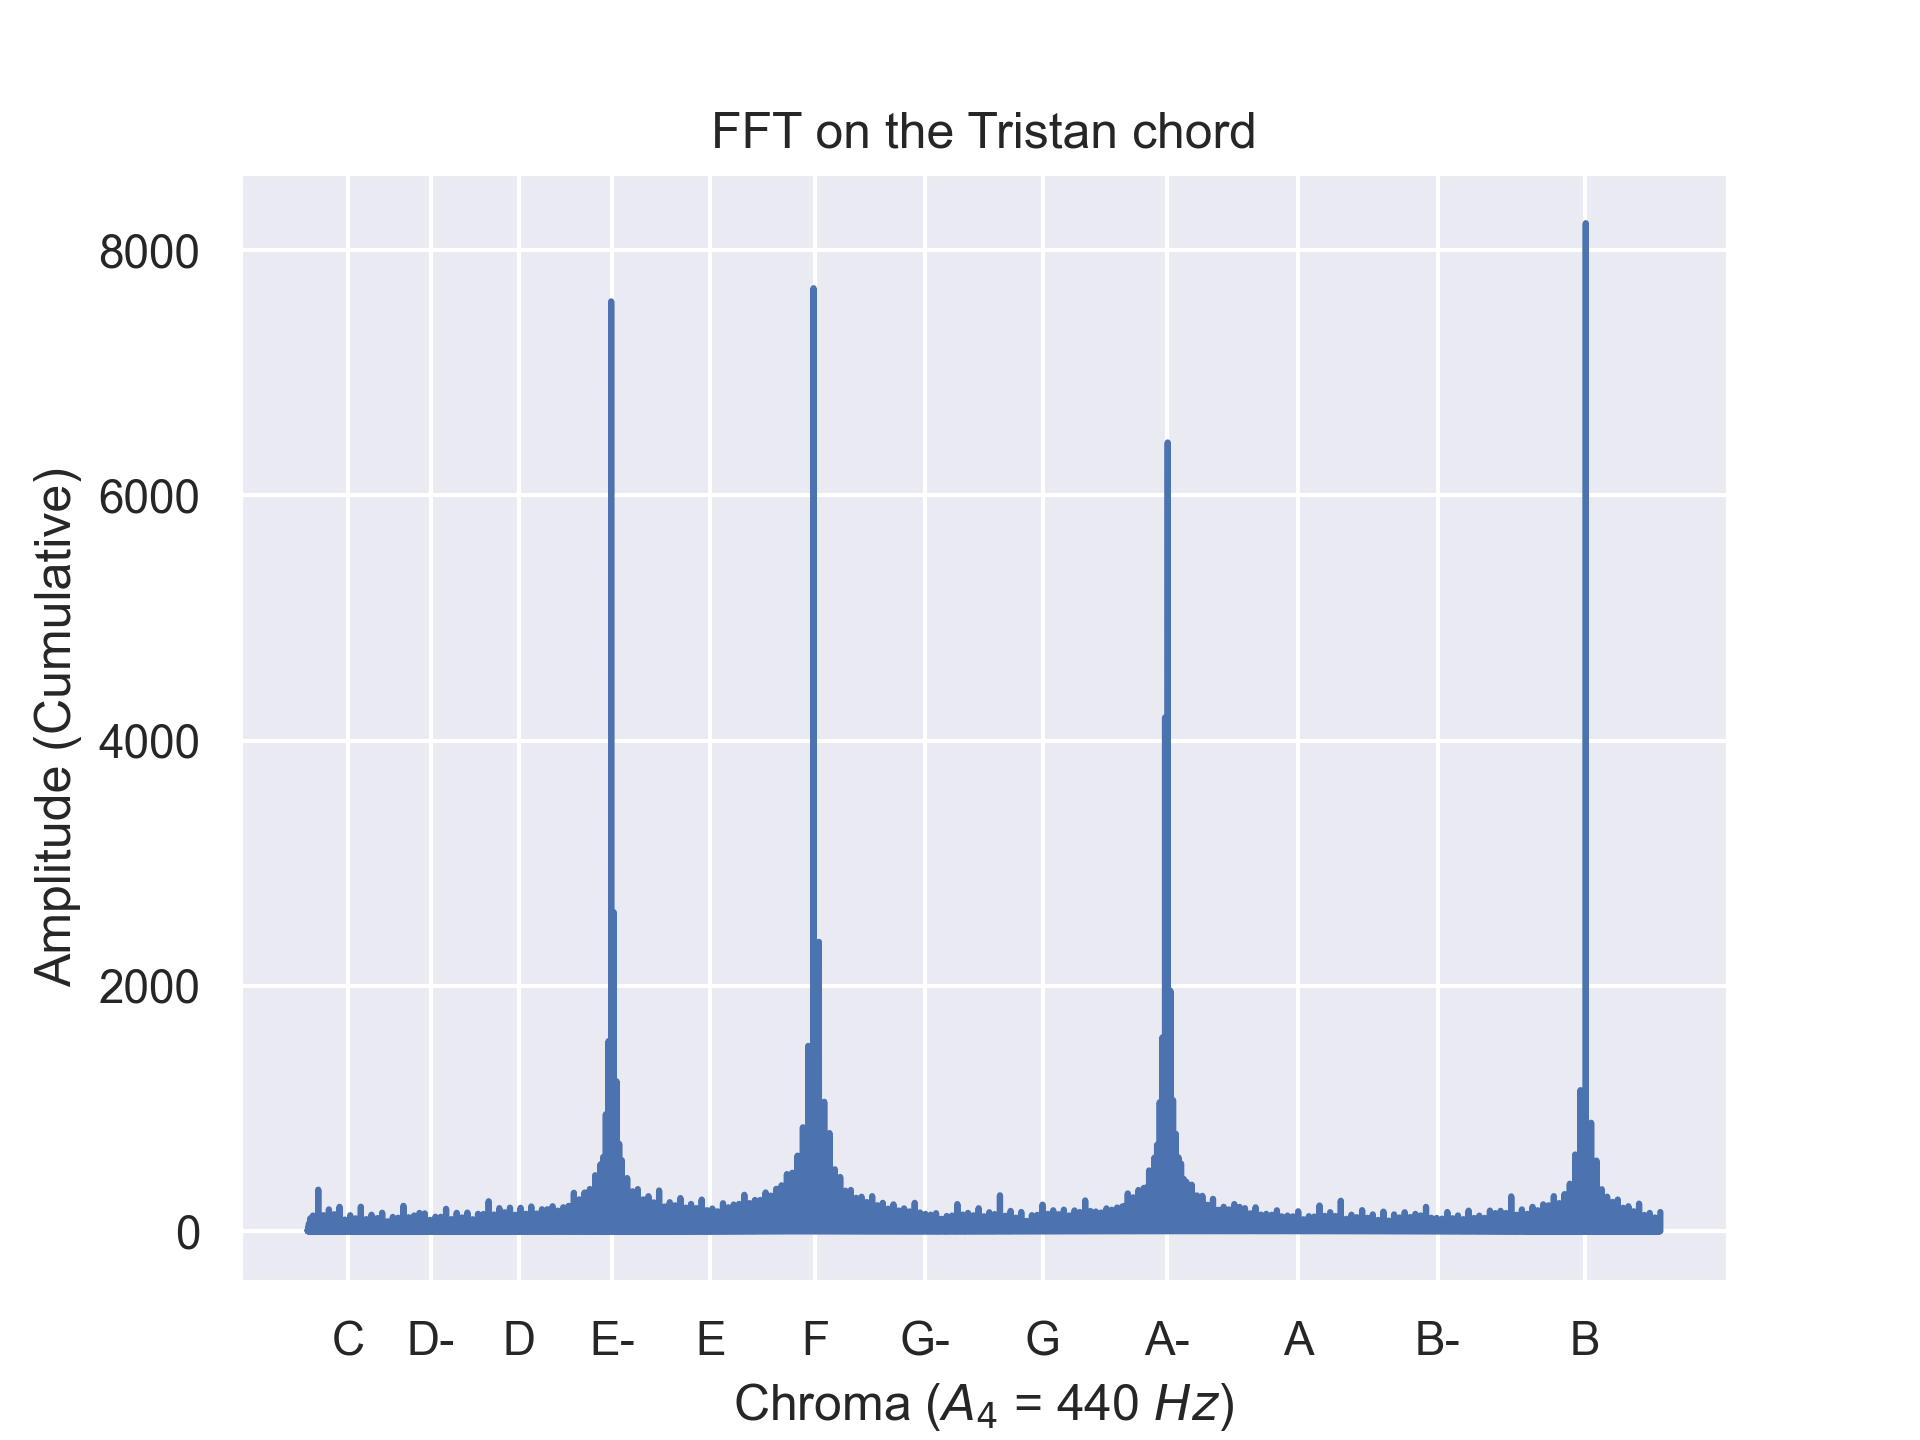 FFT on the Tristan chord
8000
6000
4000
2000
0
Amplitude (Cumulative)
C D- D E- E F G- G A- A B- B
Chroma (A₄ = 440 Hz)